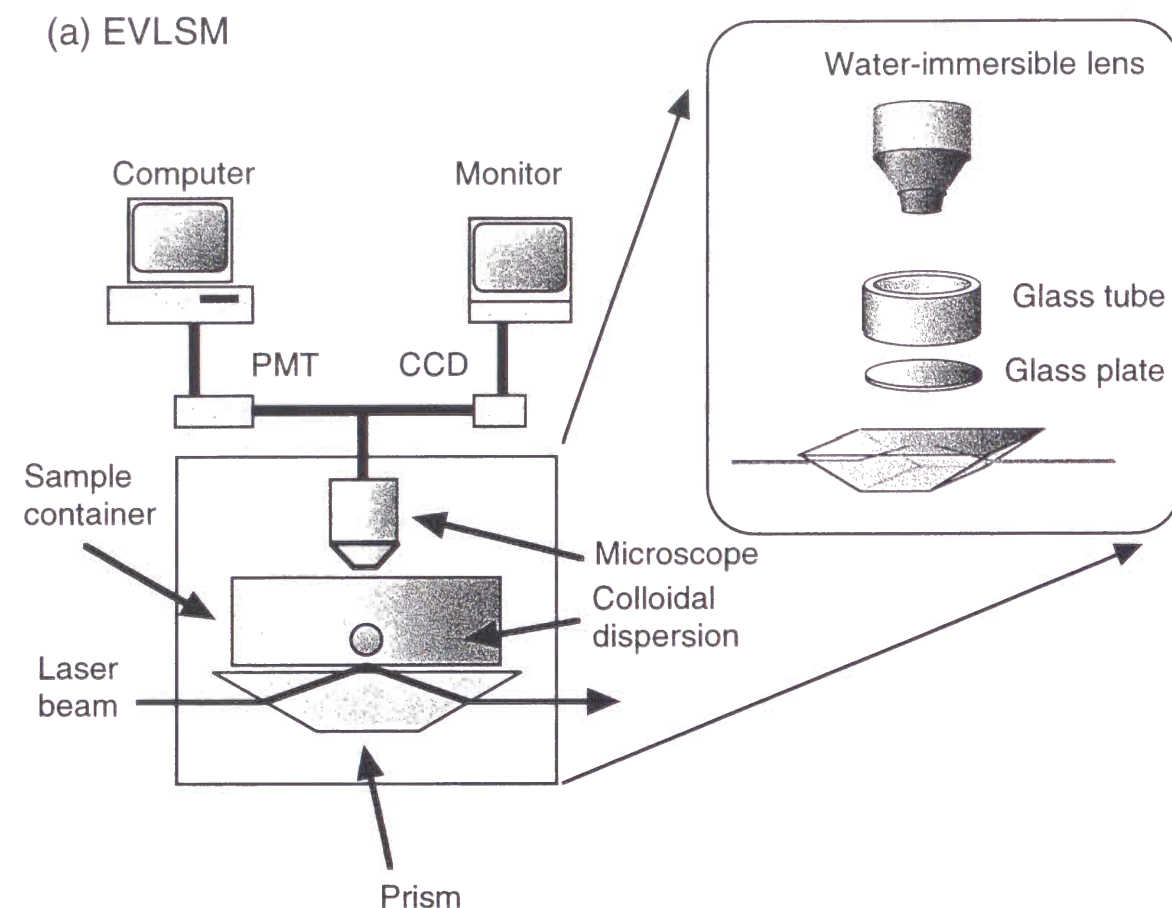 (a) EVLSM
Water-immersible lens
Computer
Monitor
Glass tube
PMT
CCD
Glass plate
Sample
container
Microscope
Colloidal
dispersion
Laser
beam
Prism